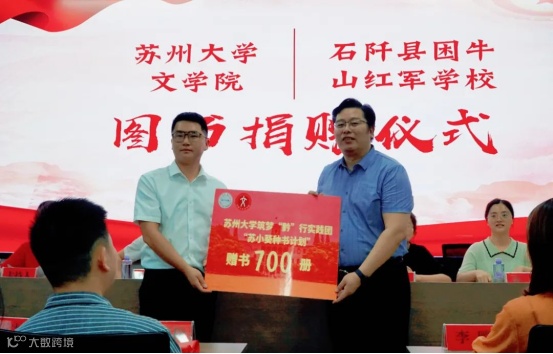 苏州大学
文学院
石阡县困牛
山红军学校
图书捐赠仪式
苏州大学筑梦“黔”行实践团
“苏小葵种书计划”
赠书700册
大数跨境